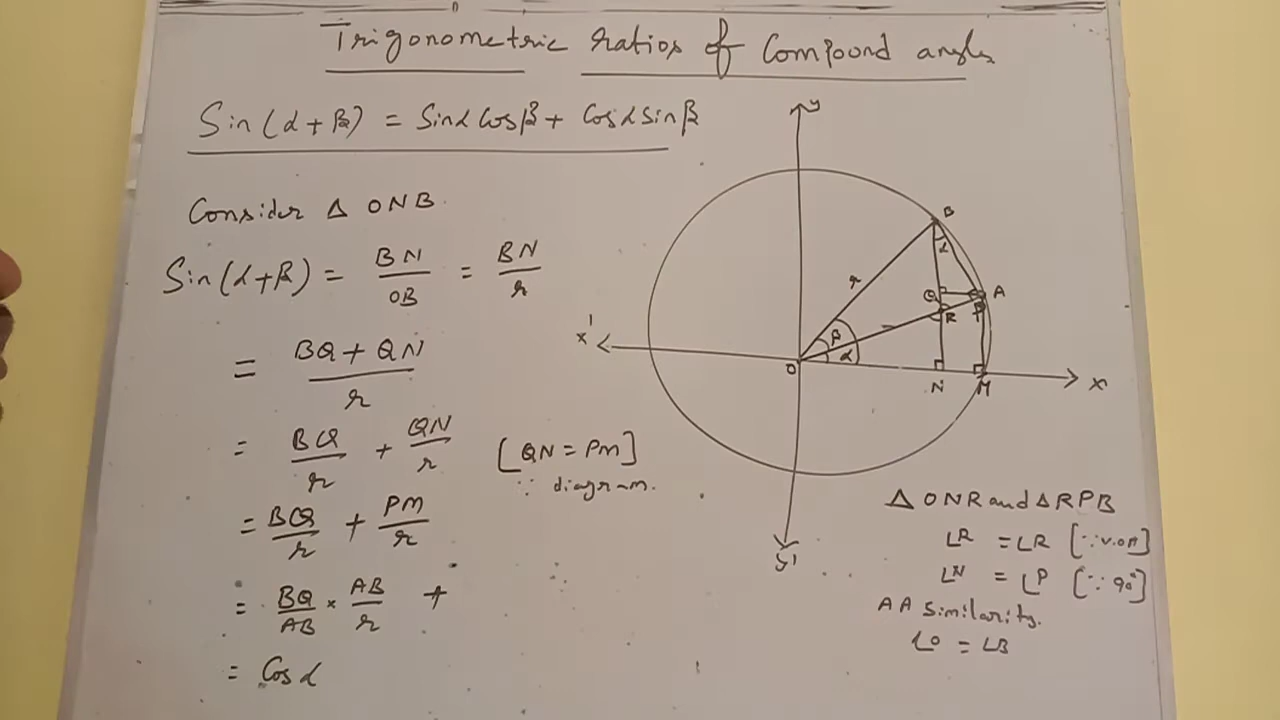 Trigonometric ratios of Compound angles
Sin(α+β) = Sinα Cosβ + Cosα Sinβ
Consider Δ ONB.
Sin(α+β) = BN/OB = BN/r
= BQ + QN / r
= BQ/r + QN/r [QN = PM]
∵ diagram.
= BQ/r + PM/r
= BQ/AB × AB/r +
= Cosα
y
B
α
r
Q
A
R
P
x'
β
α
O
N
M
x
y'
Δ ONR and Δ RPB
∠R = ∠R [∵ V.O.A]
∠N = ∠P [∵ 90°]
AA Similarity.
∠O = ∠B